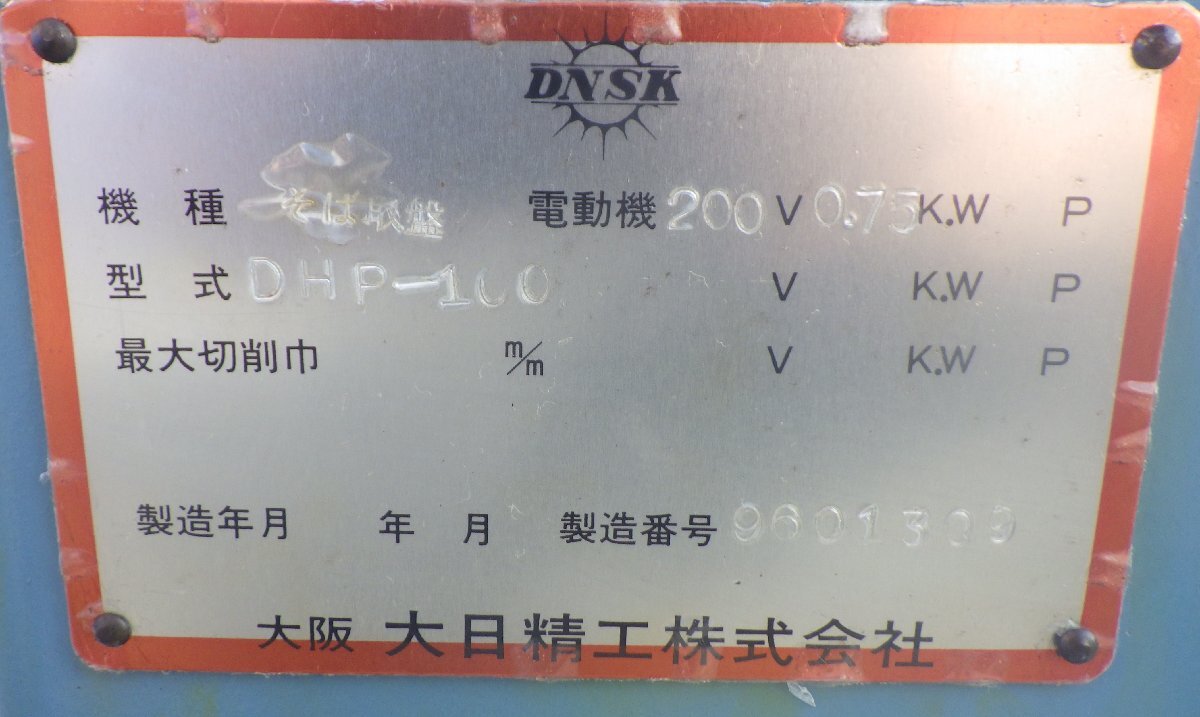 DNSK
機種 そば取盤 電動機 200 V 0.75 K.W P
型式 DHP-100 V K.W P
最大切削巾 m/m V K.W P
製造年月 年 月 製造番号 9601309
大阪 大日精工株式会社